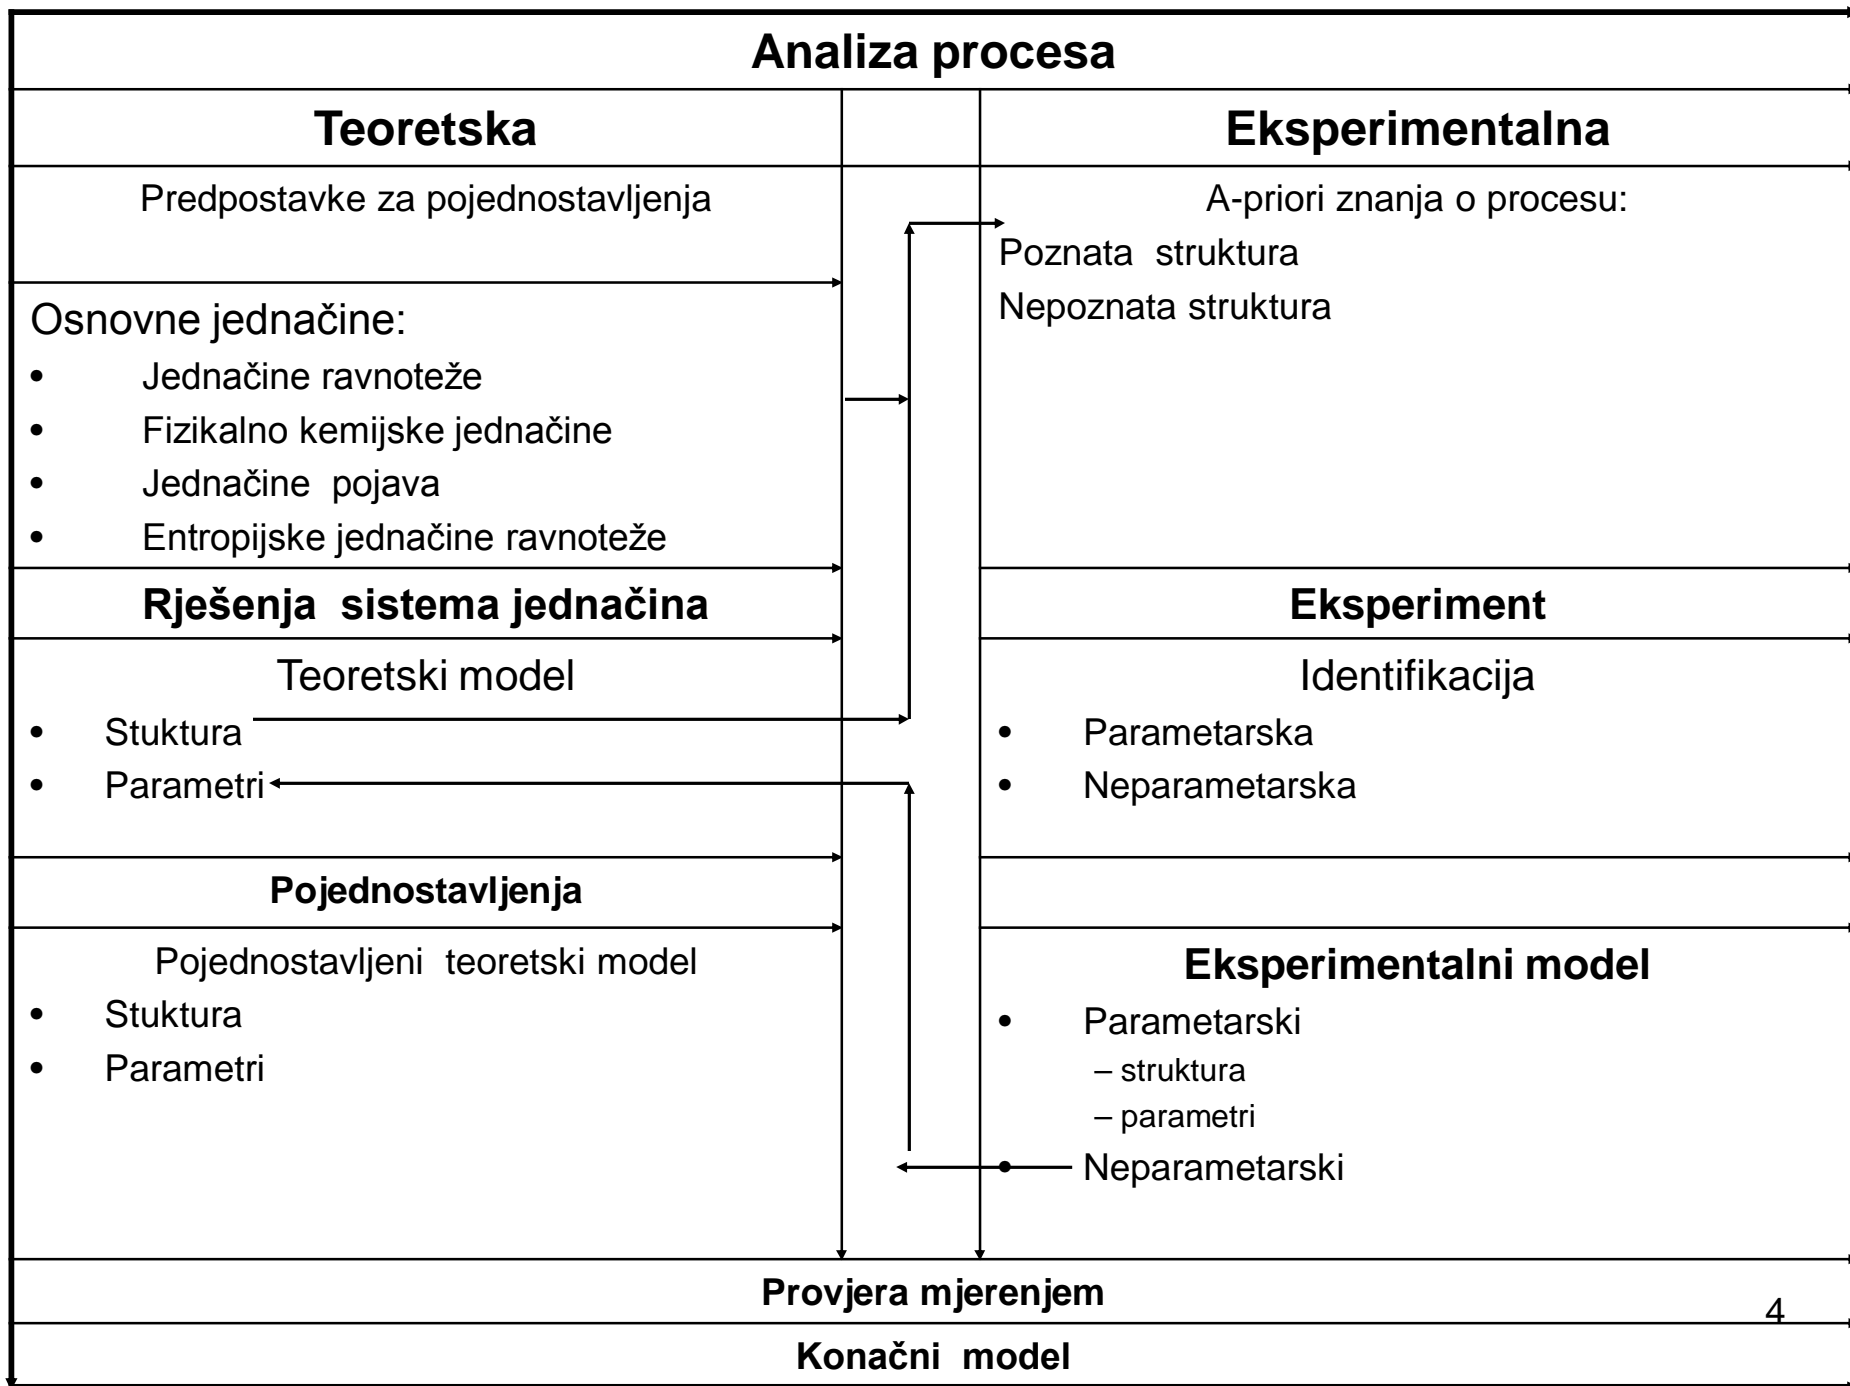 Analiza procesa
Teoretska
Eksperimentalna
Predpostavke za pojednostavljenja
A-priori znanja o procesu:
Poznata struktura
Nepoznata struktura
Osnovne jednačine:
• Jednačine ravnoteže
• Fizikalno kemijske jednačine
• Jednačine pojava
• Entropijske jednačine ravnoteže
Rješenja sistema jednačina
Eksperiment
Teoretski model
• Stuktura
• Parametri
Identifikacija
• Parametarska
• Neparametarska
Pojednostavljenja
Pojednostavljeni teoretski model
• Stuktura
• Parametri
Eksperimentalni model
• Parametarski
– struktura
– parametri
• Neparametarski
Provjera mjerenjem
4
Konačni model